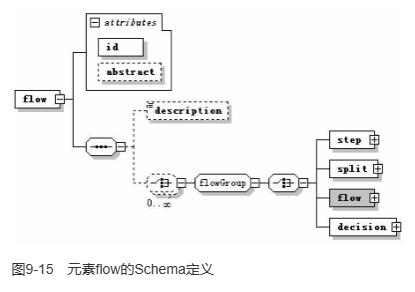 attributes
id
abstract
flow
description
0..∞
flowGroup
step
split
flow
decision
图9-15 元素flow的Schema定义